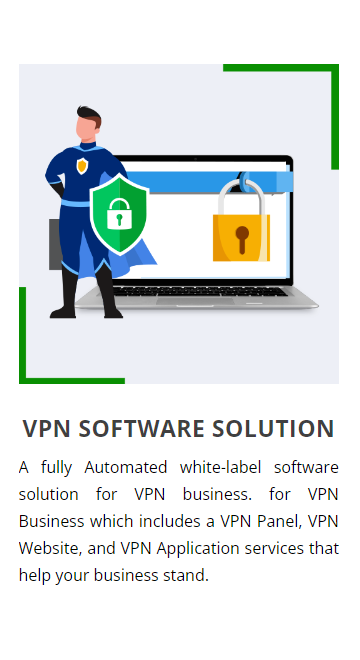 VPN SOFTWARE SOLUTION
A fully Automated white-label software
solution for VPN business. for VPN
Business which includes a VPN Panel, VPN
Website, and VPN Application services that
help your business stand.